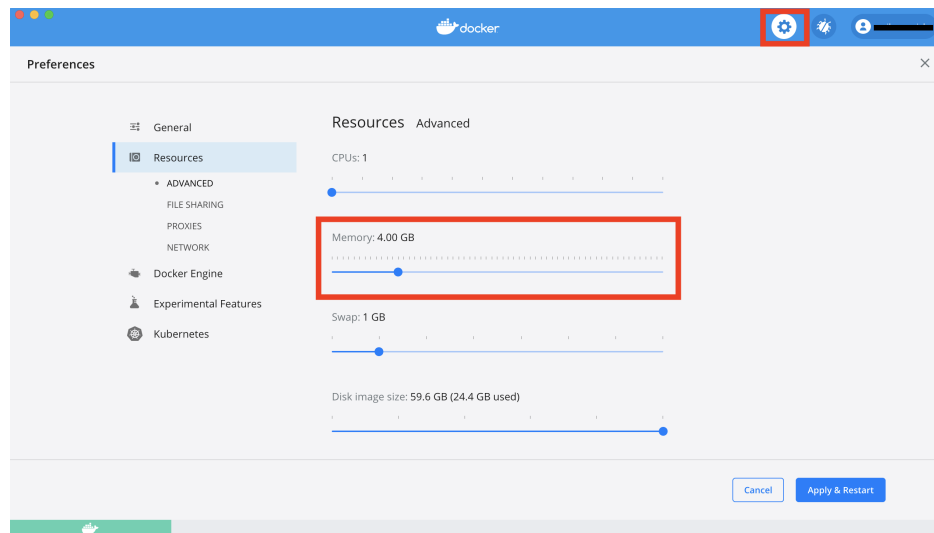 docker
Preferences
General
Resources
ADVANCED
FILE SHARING
PROXIES
NETWORK
Docker Engine
Experimental Features
Kubernetes
Resources Advanced
CPUs: 1
Memory: 4.00 GB
Swap: 1 GB
Disk image size: 59.6 GB (24.4 GB used)
Cancel Apply & Restart